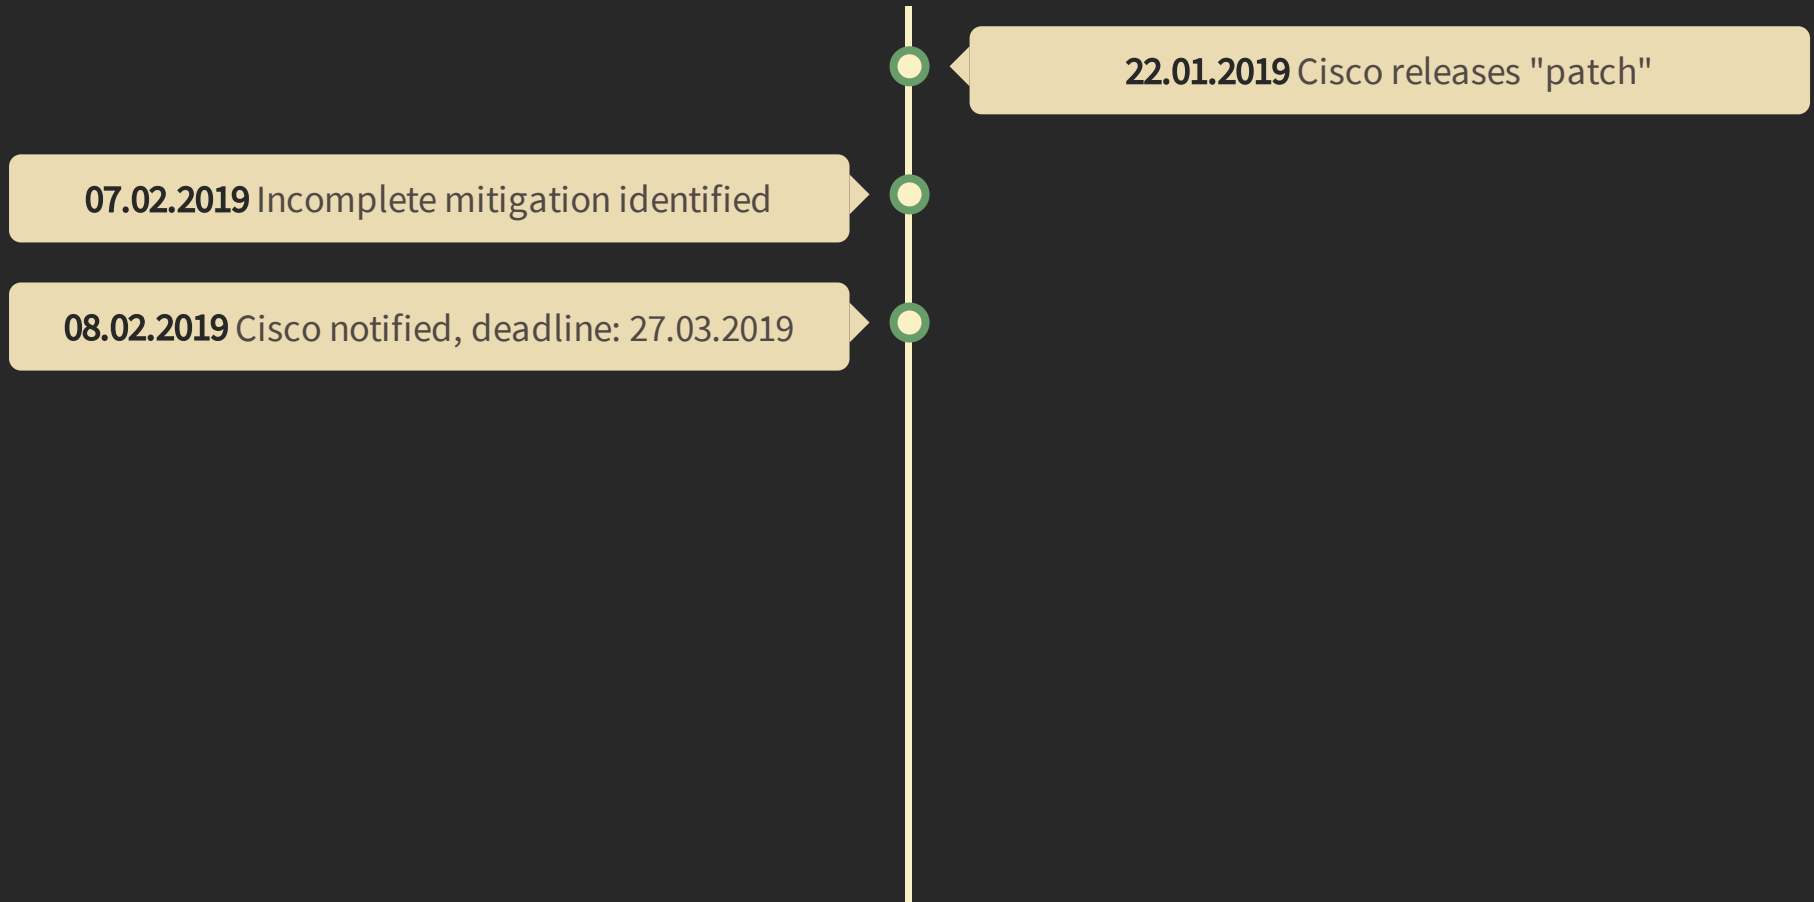 22.01.2019 Cisco releases "patch"
07.02.2019 Incomplete mitigation identified
08.02.2019 Cisco notified, deadline: 27.03.2019